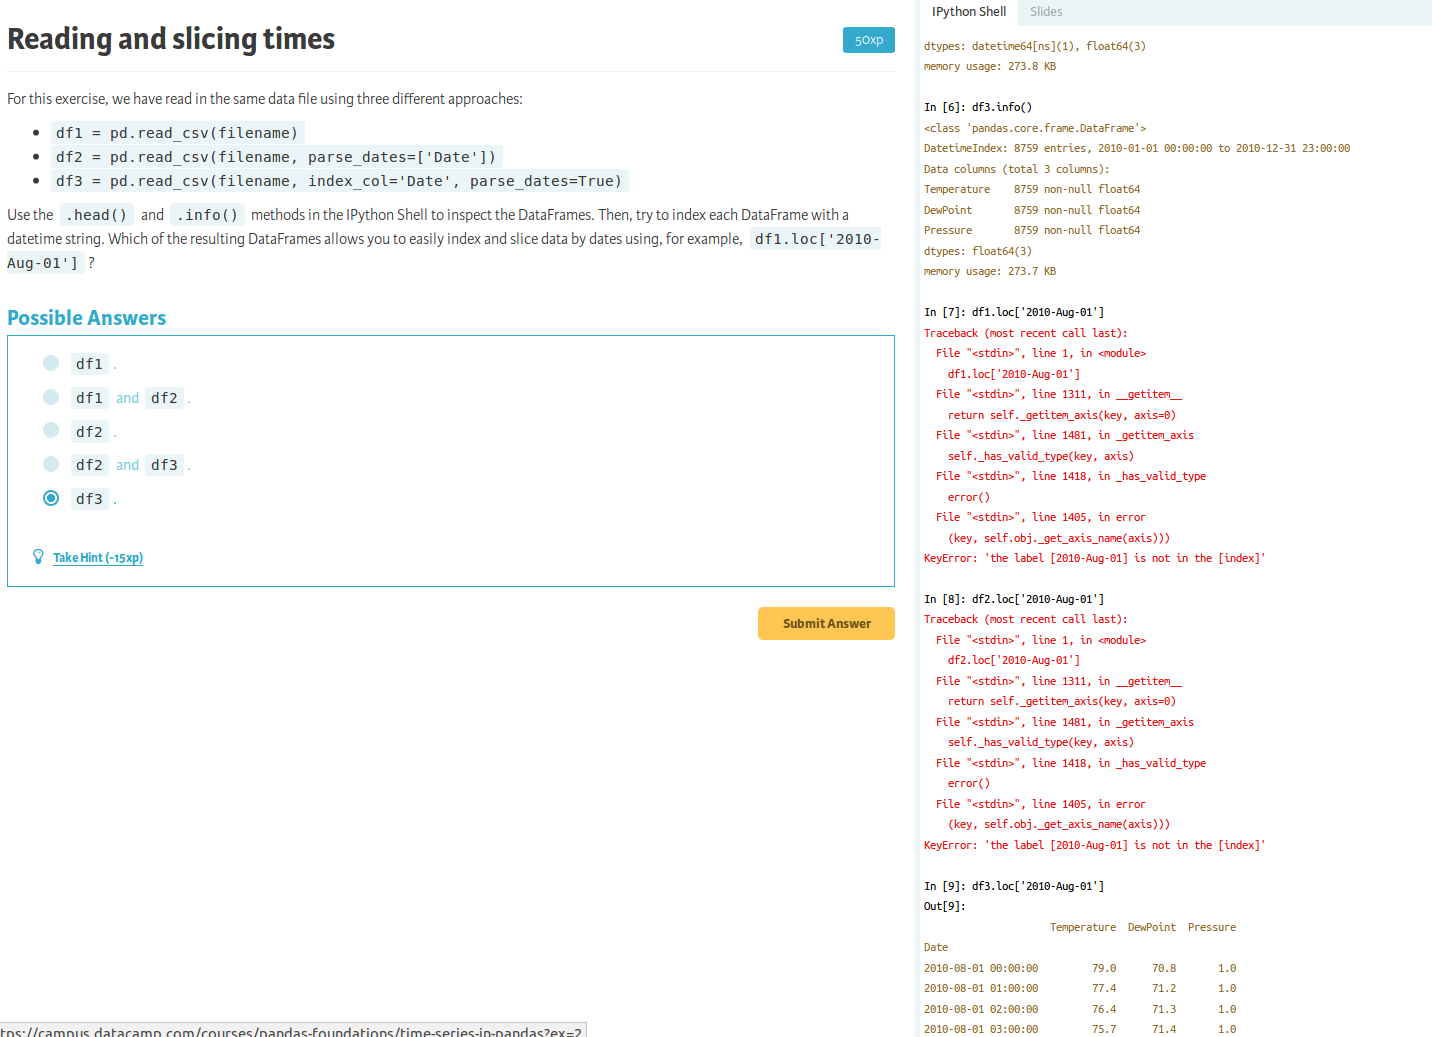 Reading and slicing times
50xp
For this exercise, we have read in the same data file using three different approaches:
df1 = pd.read_csv(filename)
df2 = pd.read_csv(filename, parse_dates=['Date'])
df3 = pd.read_csv(filename, index_col='Date', parse_dates=True)
Use the .head() and .info() methods in the IPython Shell to inspect the DataFrames. Then, try to index each DataFrame with a
datetime string. Which of the resulting DataFrames allows you to easily index and slice data by dates using, for example, df1.loc['2010-
Aug-01'] ?
Possible Answers
df1 .
df1 and df2 .
df2 .
df2 and df3 .
df3 .
Take Hint (-15xp)
Submit Answer
tps://campus.datacamp.com/courses/pandas-foundations/time-series-in-pandas?ex=2
IPython Shell Slides
dtypes: datetime64[ns](1), float64(3)
memory usage: 273.8 KB
In [6]: df3.info()
<class 'pandas.core.frame.DataFrame'>
DatetimeIndex: 8759 entries, 2010-01-01 00:00:00 to 2010-12-31 23:00:00
Data columns (total 3 columns):
Temperature    8759 non-null float64
DewPoint       8759 non-null float64
Pressure       8759 non-null float64
dtypes: float64(3)
memory usage: 273.7 KB
In [7]: df1.loc['2010-Aug-01']
Traceback (most recent call last):
  File "<stdin>", line 1, in <module>
    df1.loc['2010-Aug-01']
  File "<stdin>", line 1311, in __getitem__
    return self._getitem_axis(key, axis=0)
  File "<stdin>", line 1481, in _getitem_axis
    self._has_valid_type(key, axis)
  File "<stdin>", line 1418, in _has_valid_type
    error()
  File "<stdin>", line 1405, in error
    (key, self.obj._get_axis_name(axis)))
KeyError: 'the label [2010-Aug-01] is not in the [index]'
In [8]: df2.loc['2010-Aug-01']
Traceback (most recent call last):
  File "<stdin>", line 1, in <module>
    df2.loc['2010-Aug-01']
  File "<stdin>", line 1311, in __getitem__
    return self._getitem_axis(key, axis=0)
  File "<stdin>", line 1481, in _getitem_axis
    self._has_valid_type(key, axis)
  File "<stdin>", line 1418, in _has_valid_type
    error()
  File "<stdin>", line 1405, in error
    (key, self.obj._get_axis_name(axis)))
KeyError: 'the label [2010-Aug-01] is not in the [index]'
In [9]: df3.loc['2010-Aug-01']
Out[9]:
                     Temperature  DewPoint  Pressure
Date
2010-08-01 00:00:00         79.0      70.8       1.0
2010-08-01 01:00:00         77.4      71.2       1.0
2010-08-01 02:00:00         76.4      71.3       1.0
2010-08-01 03:00:00         75.7      71.4       1.0